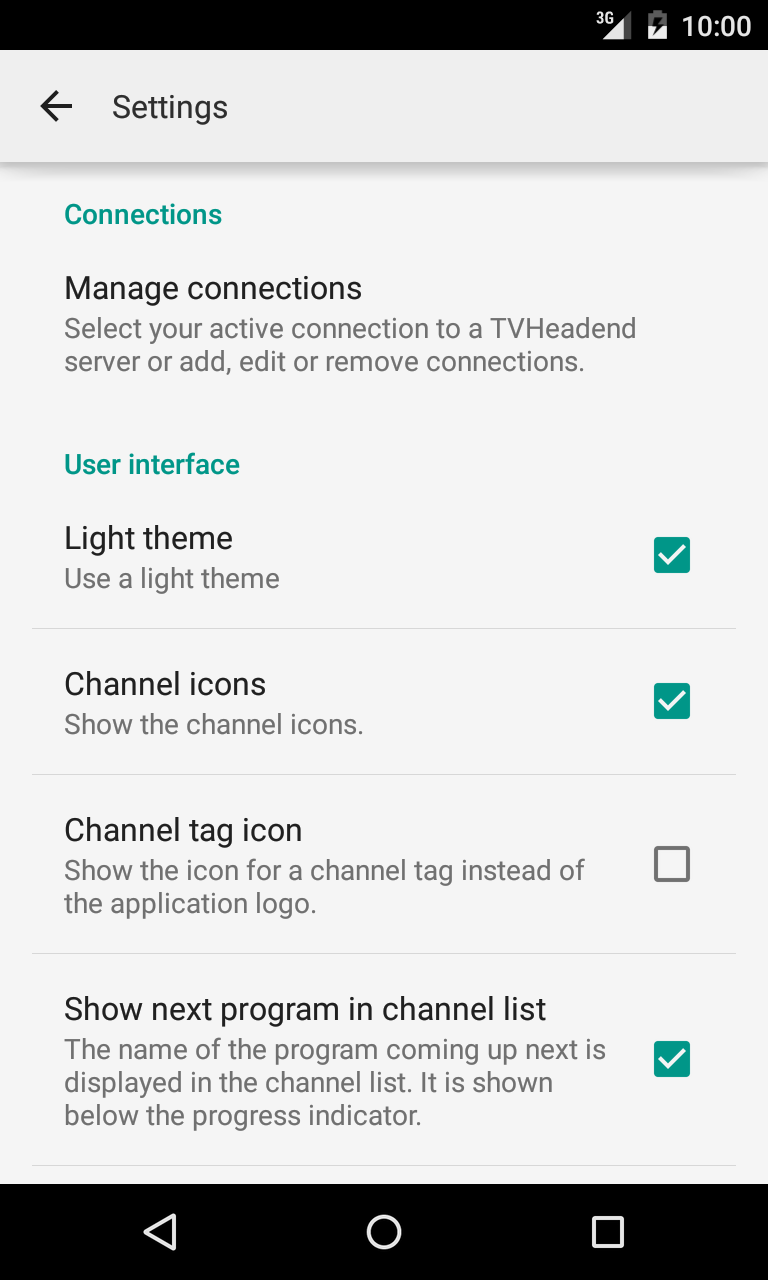 3G 10:00
Settings
Connections
Manage connections
Select your active connection to a TVHeadend
server or add, edit or remove connections.
User interface
Light theme
Use a light theme
Channel icons
Show the channel icons.
Channel tag icon
Show the icon for a channel tag instead of
the application logo.
Show next program in channel list
The name of the program coming up next is
displayed in the channel list. It is shown
below the progress indicator.